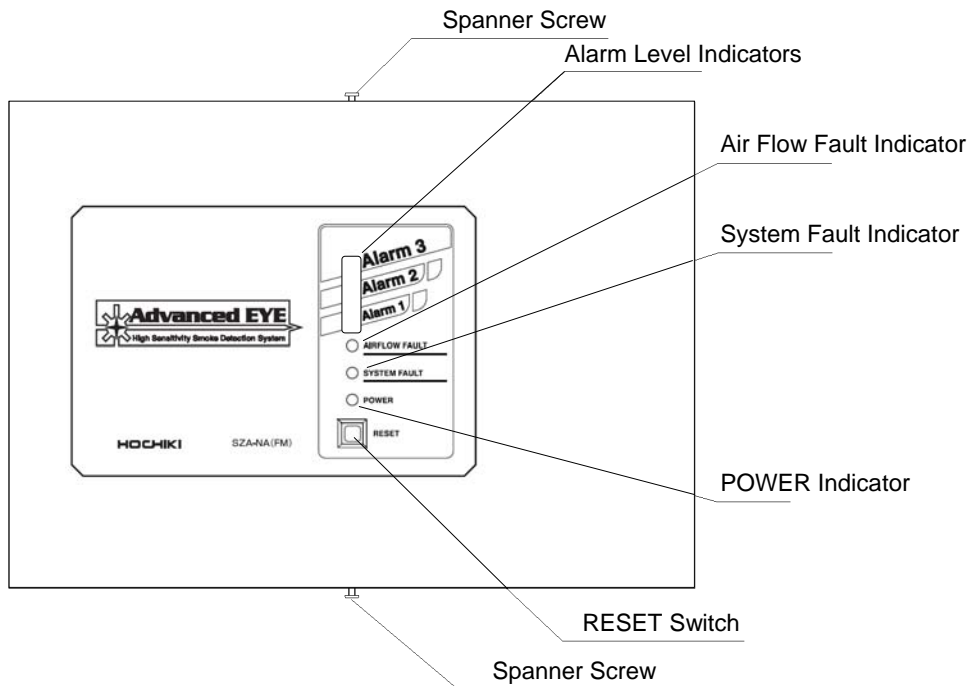 Spanner Screw
Alarm Level Indicators
Air Flow Fault Indicator
System Fault Indicator
Alarm 3
Alarm 2
Alarm 1
Advanced EYE
High Sensitivity Smoke Detection System
AIRFLOW FAULT
SYSTEM FAULT
POWER
RESET
HOCHIKI SZA-NA(FM)
POWER Indicator
RESET Switch
Spanner Screw